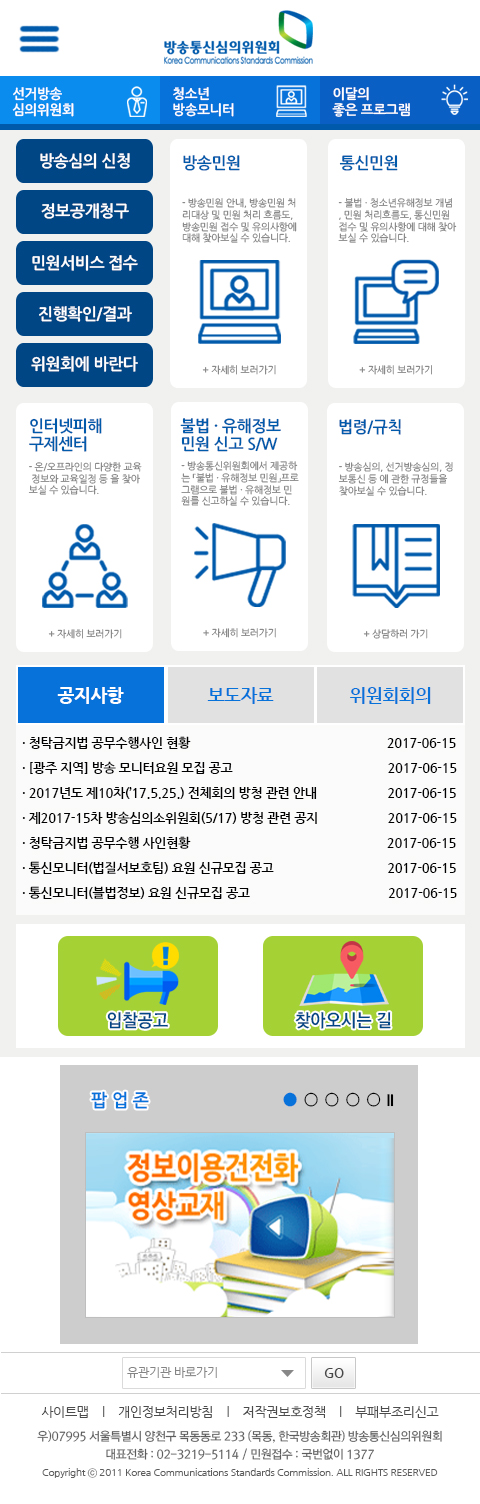 방송통신심의위원회
Korea Communications Standards Commission
선거방송
심의위원회
청소년
방송모니터
이달의
좋은 프로그램
방송심의 신청
정보공개청구
민원서비스 접수
진행확인/결과
위원회에 바란다
방송민원
- 방송민원 안내, 방송민원 처
리대상 및 민원 처리 흐름도,
방송민원 접수 및 유의사항에
대해 찾아보실 수 있습니다.
+ 자세히 보러가기
통신민원
- 불법 · 청소년유해정보 개념
, 민원 처리흐름도, 통신민원
접수 및 유의사항에 대해 찾아
보실 수 있습니다.
+ 자세히 보러가기
인터넷피해
구제센터
- 온/오프라인의 다양한 교육
정보와 교육일정 등 을 찾아
보실 수 있습니다.
+ 자세히 보러가기
불법 · 유해정보
민원 신고 S/W
- 방송통신위원회에서 제공하
는 「불법 · 유해정보 민원」프로
그램으로 불법 · 유해정보 민
원를 신고하실 수 있습니다.
+ 자세히 보러가기
법령/규칙
- 방송심의, 선거방송심의, 정
보통신 등 에 관한 규정들을
찾아보실 수 있습니다.
+ 상담하러 가기
공지사항 보도자료 위원회회의
· 청탁금지법 공무수행사인 현황 2017-06-15
· [광주 지역] 방송 모니터요원 모집 공고 2017-06-15
· 2017년도 제10차('17.5.25.) 전체회의 방청 관련 안내 2017-06-15
· 제2017-15차 방송심의소위원회(5/17) 방청 관련 공지 2017-06-15
· 청탁금지법 공무수행 사인현황 2017-06-15
· 통신모니터(법질서보호팀) 요원 신규모집 공고 2017-06-15
· 통신모니터(불법정보) 요원 신규모집 공고 2017-06-15
입찰공고
찾아오시는 길
팝업존
정보이용건전화
영상교재
유관기관 바로가기 GO
사이트맵 | 개인정보처리방침 | 저작권보호정책 | 부패부조리신고
우)07995 서울특별시 양천구 목동동로 233 (목동, 한국방송회관) 방송통신심의위원회
대표전화 : 02-3219-5114 / 민원접수 : 국번없이 1377
Copyright ⓒ 2011 Korea Communications Standards Commission. ALL RIGHTS RESERVED